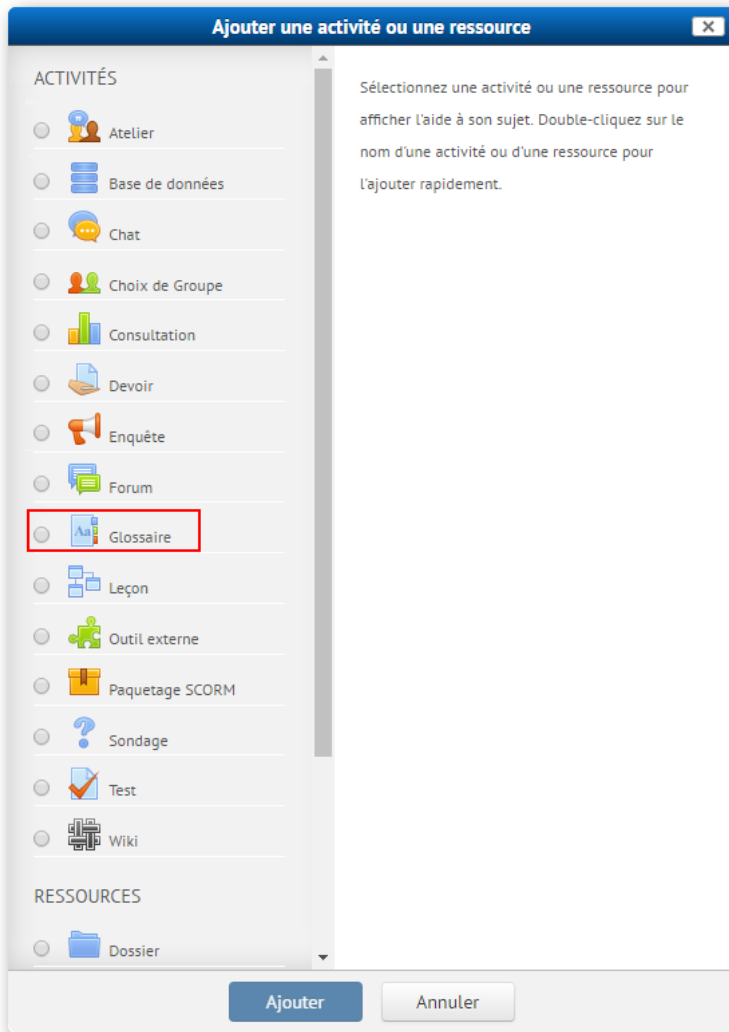 Ajouter une activité ou une ressource
ACTIVITÉS
Atelier
Base de données
Chat
Choix de Groupe
Consultation
Devoir
Enquête
Forum
Aa
Glossaire
Leçon
Outil externe
Paquetage SCORM
Sondage
Test
Wiki
RESSOURCES
Dossier
Sélectionnez une activité ou une ressource pour
afficher l'aide à son sujet. Double-cliquez sur le
nom d'une activité ou d'une ressource pour
l'ajouter rapidement.
Ajouter
Annuler